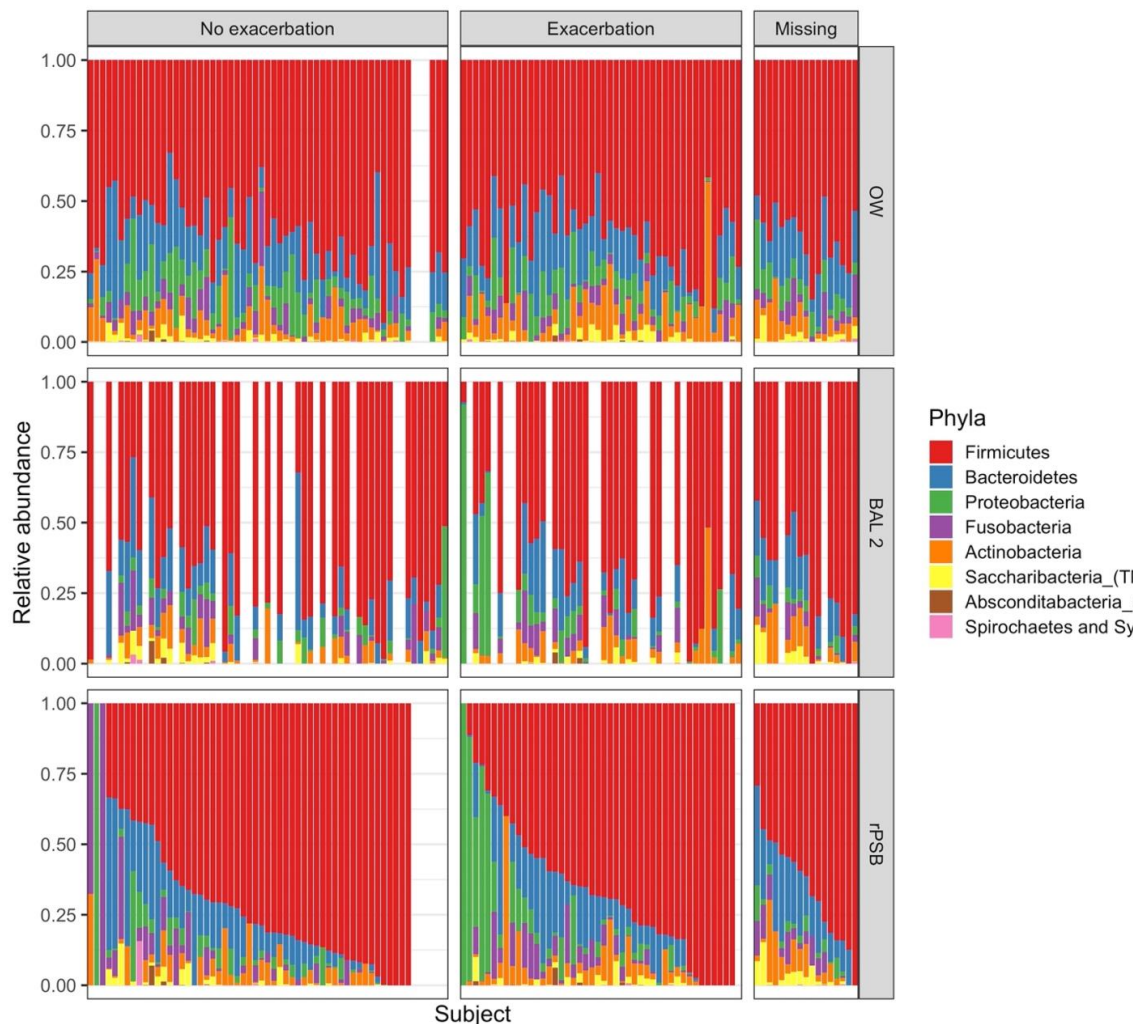 No exacerbation
Exacerbation
Missing
1.00
0.75
0.50
0.25
0.00
OW
1.00
0.75
0.50
0.25
0.00
BAL 2
1.00
0.75
0.50
0.25
0.00
rPSB
Relative abundance
Subject
Phyla
Firmicutes
Bacteroidetes
Proteobacteria
Fusobacteria
Actinobacteria
Saccharibacteria_(T
Absconditabacteria_
Spirochaetes and Sy